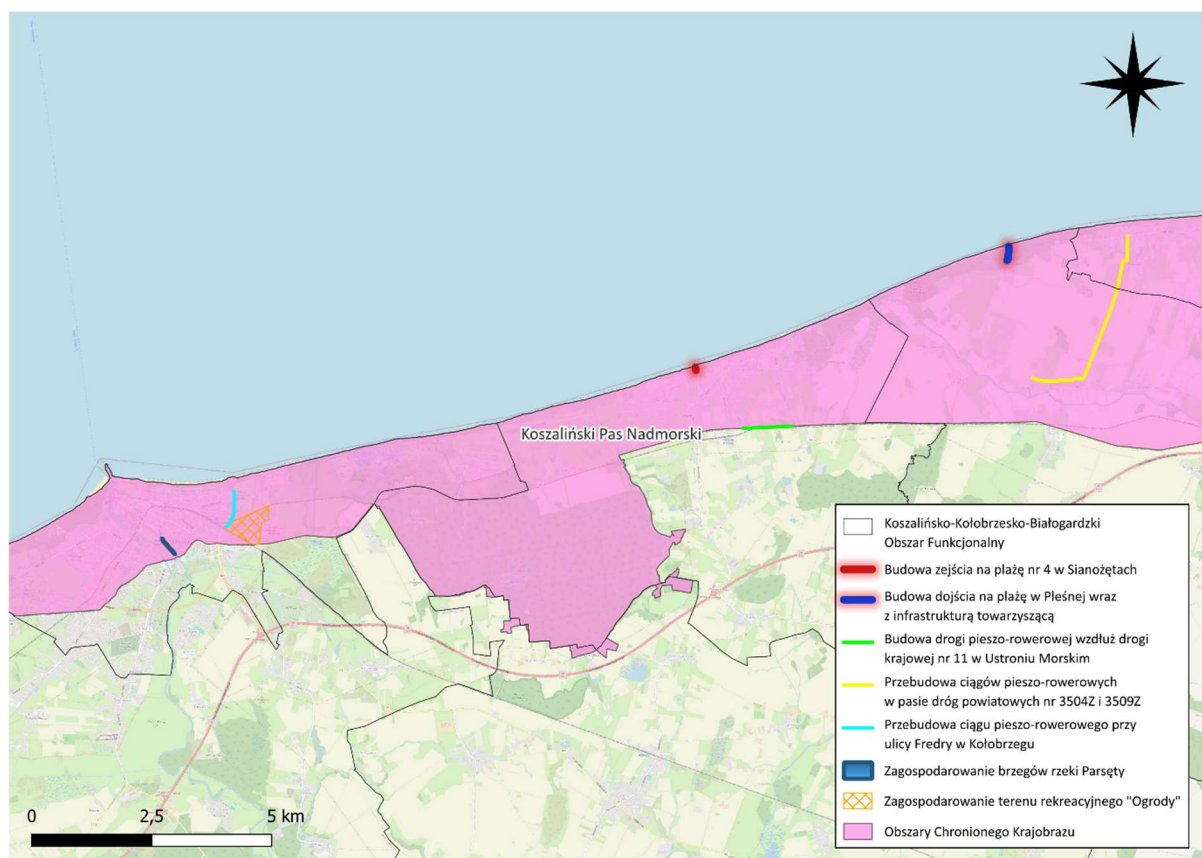 Koszaliński Pas Nadmorski
Koszalińsko-Kołobrzesko-Białogardzki
Obszar Funkcjonalny
Budowa zejścia na plażę nr 4 w Sianożętach
Budowa dojścia na plażę w Pleśnej wraz
z infrastrukturą towarzyszącą
Budowa drogi pieszo-rowerowej wzdłuż drogi
krajowej nr 11 w Ustroniu Morskim
Przebudowa ciągów pieszo-rowerowych
w pasie dróg powiatowych nr 3504Z i 3509Z
Przebudowa ciągu pieszo-rowerowego przy
ulicy Fredry w Kołobrzegu
Zagospodarowanie brzegów rzeki Parsęty
Zagospodarowanie terenu rekreacyjnego "Ogrody"
Obszary Chronionego Krajobrazu
0 2,5 5 km